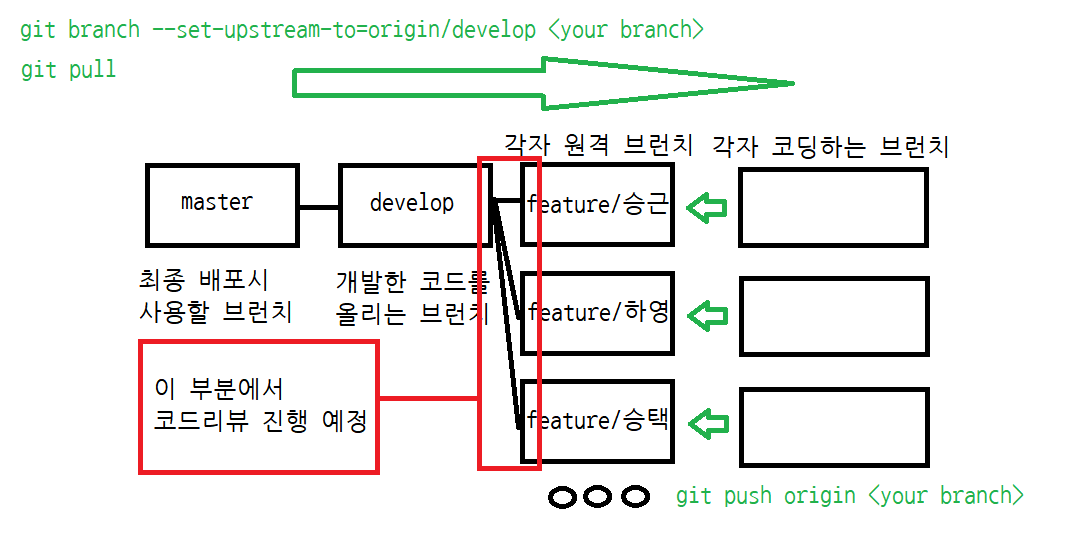 git branch --set-upstream-to=origin/develop <your branch>
git pull
각자 원격 브런치
각자 코딩하는 브런치
master
develop
feature/승근
최종 배포시
사용할 브런치
개발한 코드를
올리는 브런치
feature/하영
이 부분에서
코드리뷰 진행 예정
feature/승택
git push origin <your branch>